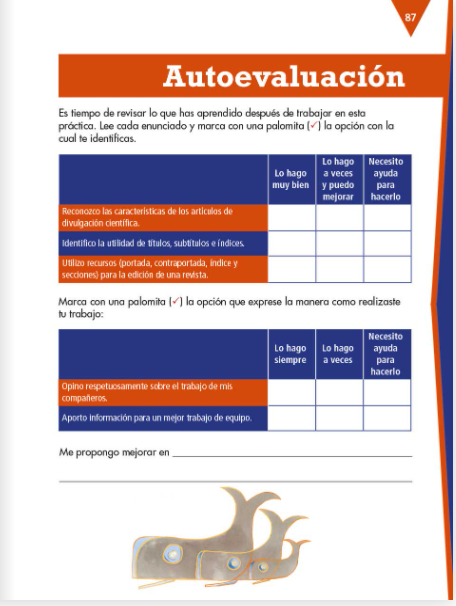 87
Autoevaluación
Es tiempo de revisar lo que has aprendido después de trabajar en esta
práctica. Lee cada enunciado y marca con una palomita (✓) la opción con la
cual te identificas.
Lo hago
muy bien
Lo hago
a veces
y puedo
mejorar
Necesito
ayuda
para
hacerlo
Reconozco las características de los artículos de
divulgación científica.
Identifico la utilidad de títulos, subtítulos e índices.
Utilizo recursos (portada, contraportada, índice y
secciones) para la edición de una revista.
Marca con una palomita (✓) la opción que exprese la manera como realizaste
tu trabajo:
Lo hago
siempre
Lo hago
a veces
Necesito
ayuda
para
hacerlo
Opino respetuosamente sobre el trabajo de mis
compañeros.
Aporto información para un mejor trabajo de equipo.
Me propongo mejorar en